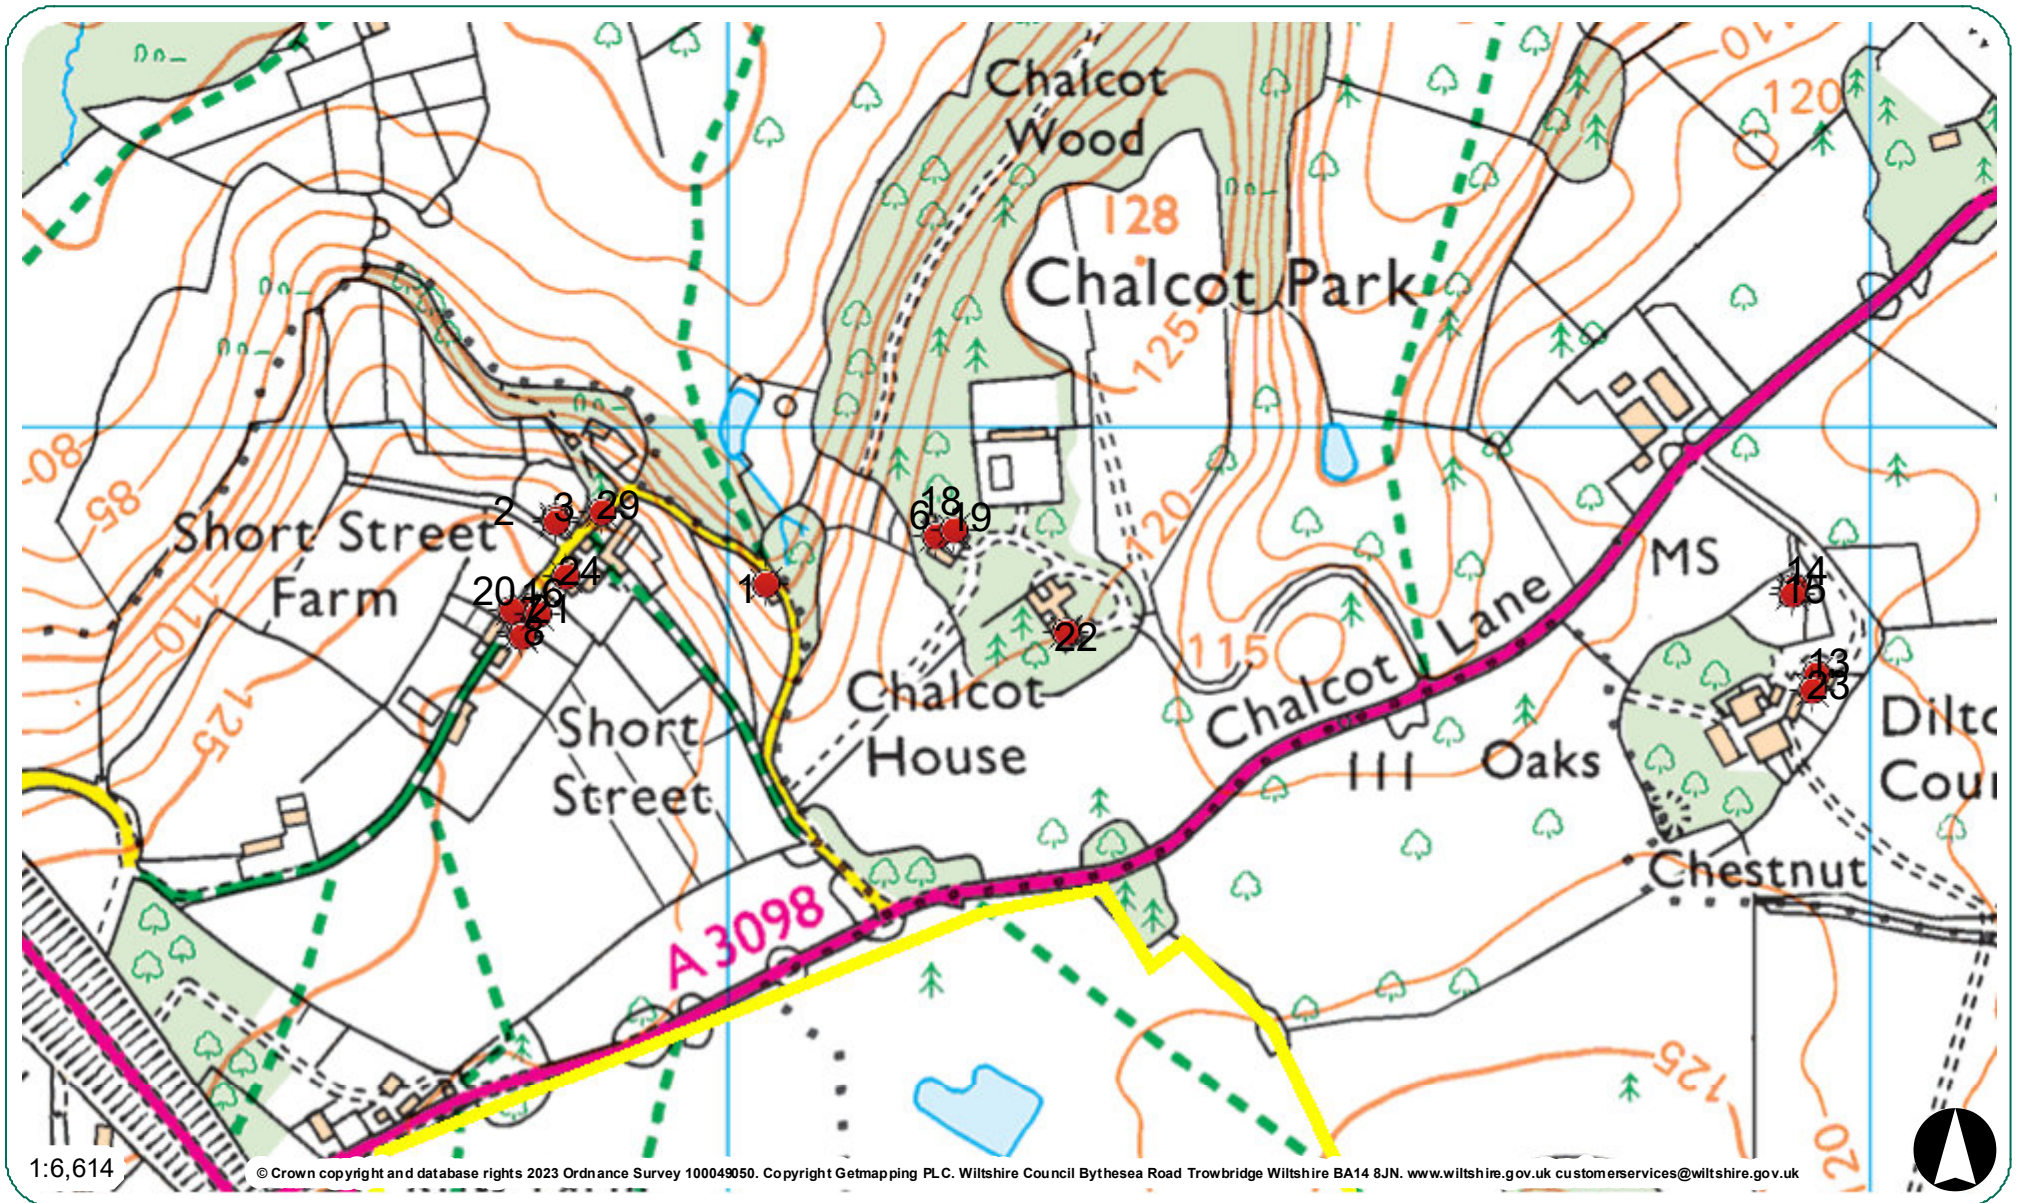 Chalcot
Wood
110
120
128
Chalcot Park
125
80
85
Short Street
Farm
110
125
2
3
29
24
20
16
21
8
1
18
6
19
22
120
115
MS
14
15
13
23
Chalcot Lane
Chalcot
House
Short
Street
111
Oaks
Dilto
Cour
Chestnut
A 3098
125
120
1:6,614
© Crown copyright and database rights 2023 Ordnance Survey 100049050. Copyright Getmapping PLC. Wiltshire Council Bythesea Road Trowbridge Wiltshire BA14 8JN. www.wiltshire.gov.uk customerservices@wiltshire.gov.uk